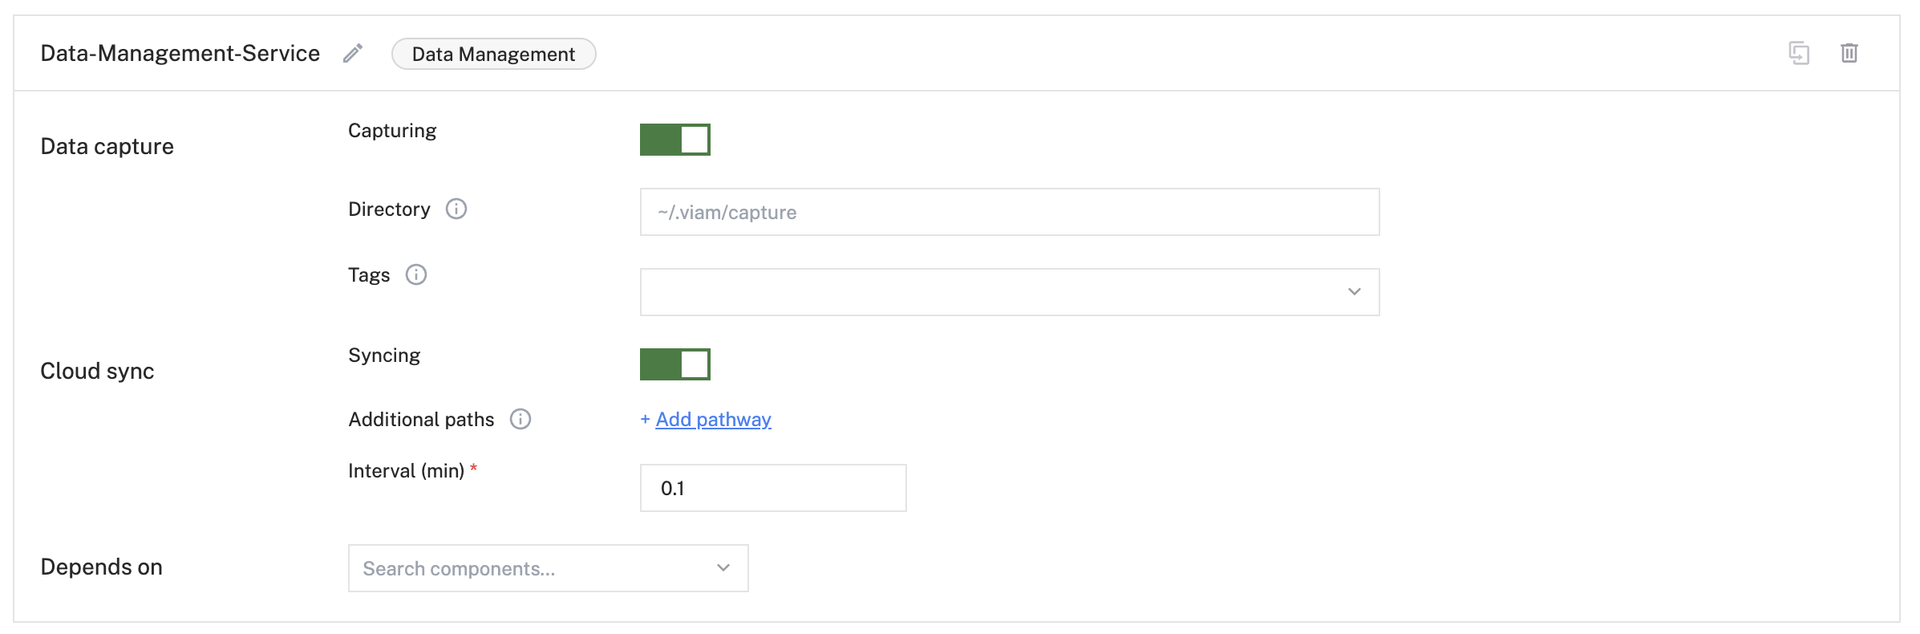 Data-Management-Service Data Management
Data capture
Capturing
Directory
~/.viam/capture
Tags
Cloud sync
Syncing
Additional paths
+ Add pathway
Interval (min) *
0.1
Depends on
Search components...